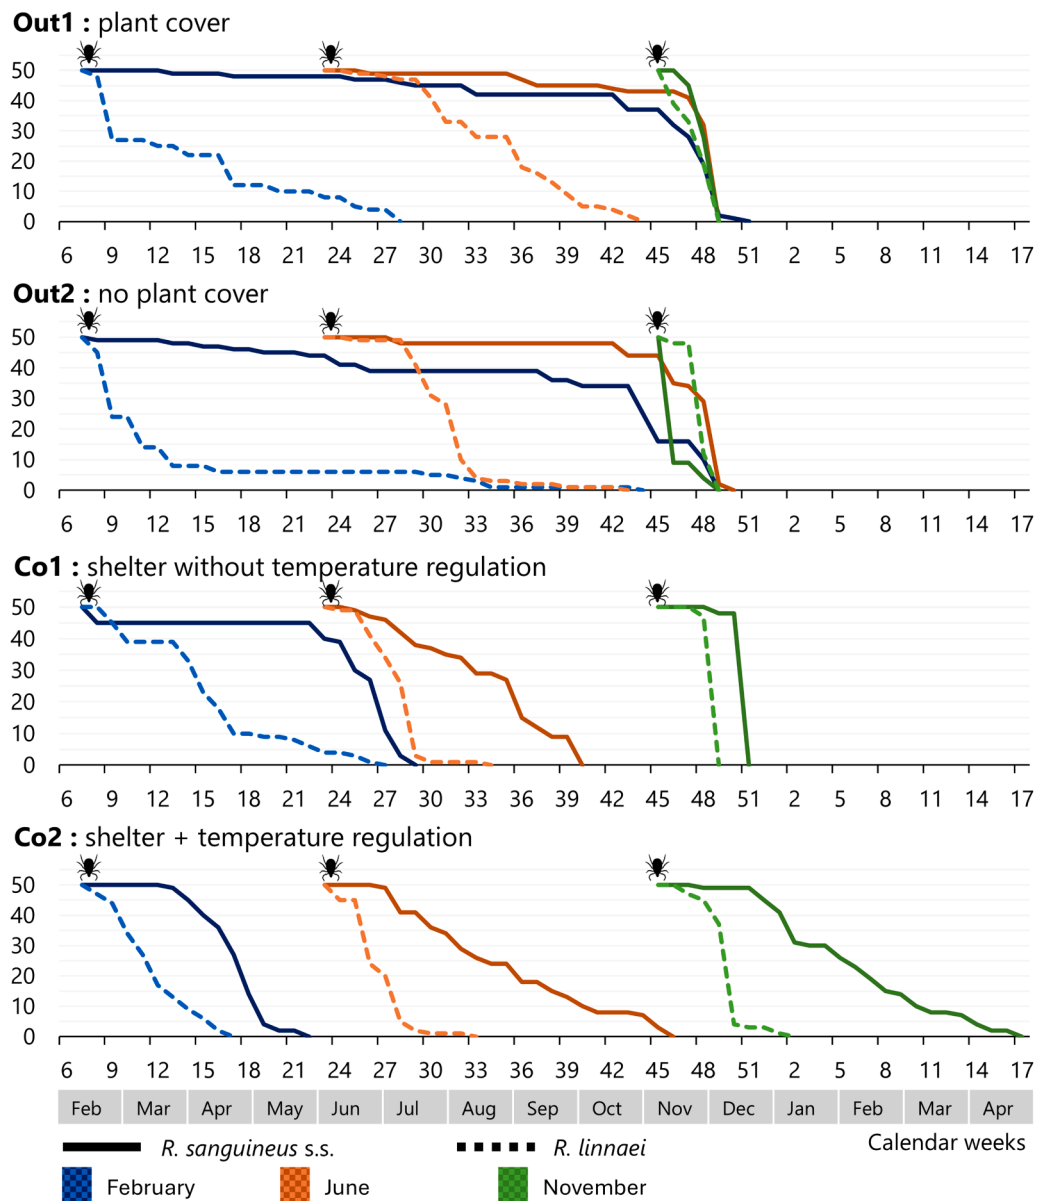 Out1 : plant cover
50
40
30
20
10
0
6 9 12 15 18 21 24 27 30 33 36 39 42 45 48 51 2 5 8 11 14 17
Out2 : no plant cover
50
40
30
20
10
0
6 9 12 15 18 21 24 27 30 33 36 39 42 45 48 51 2 5 8 11 14 17
Co1 : shelter without temperature regulation
50
40
30
20
10
0
6 9 12 15 18 21 24 27 30 33 36 39 42 45 48 51 2 5 8 11 14 17
Co2 : shelter + temperature regulation
50
40
30
20
10
0
6 9 12 15 18 21 24 27 30 33 36 39 42 45 48 51 2 5 8 11 14 17
Feb Mar Apr May Jun Jul Aug Sep Oct Nov Dec Jan Feb Mar Apr
R. sanguineus s.s. R. linnaei Calendar weeks
February June November